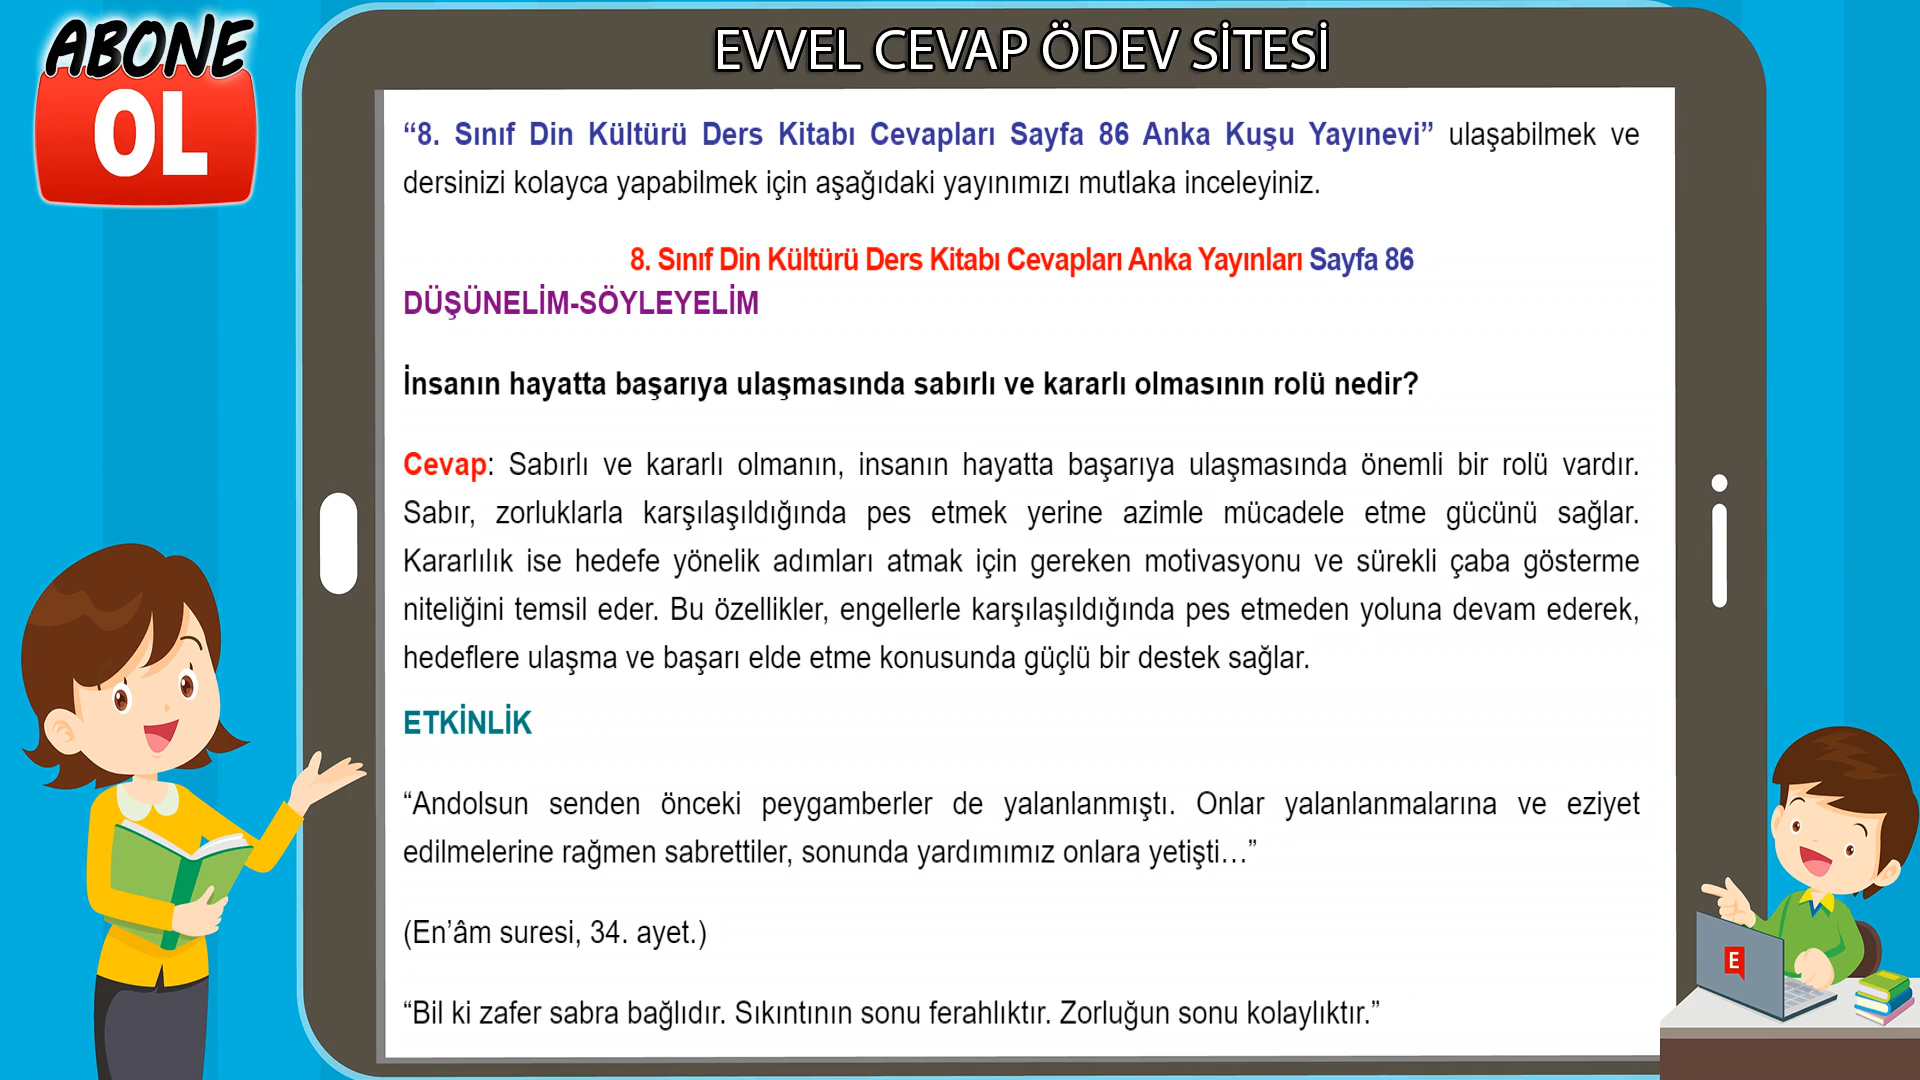 ABONE
OL
EVVEL CEVAP ÖDEV SİTESİ
“8. Sınıf Din Kültürü Ders Kitabı Cevapları Sayfa 86 Anka Kuşu Yayınevi” ulaşabilmek ve
dersinizi kolayca yapabilmek için aşağıdaki yayınımızı mutlaka inceleyiniz.
8. Sınıf Din Kültürü Ders Kitabı Cevapları Anka Yayınları Sayfa 86
DÜŞÜNELİM-SÖYLEYELİM
İnsanın hayatta başarıya ulaşmasında sabırlı ve kararlı olmasının rolü nedir?
Cevap: Sabırlı ve kararlı olmanın, insanın hayatta başarıya ulaşmasında önemli bir rolü vardır.
Sabır, zorluklarla karşılaşıldığında pes etmek yerine azimle mücadele etme gücünü sağlar.
Kararlılık ise hedefe yönelik adımları atmak için gereken motivasyonu ve sürekli çaba gösterme
niteliğini temsil eder. Bu özellikler, engellerle karşılaşıldığında pes etmeden yoluna devam ederek,
hedeflere ulaşma ve başarı elde etme konusunda güçlü bir destek sağlar.
ETKİNLİK
“Andolsun senden önceki peygamberler de yalanlanmıştı. Onlar yalanlanmalarına ve eziyet
edilmelerine rağmen sabrettiler, sonunda yardımımız onlara yetişti…”
(En’âm suresi, 34. ayet.)
“Bil ki zafer sabra bağlıdır. Sıkıntının sonu ferahlıktır. Zorluğun sonu kolaylıktır.”
E